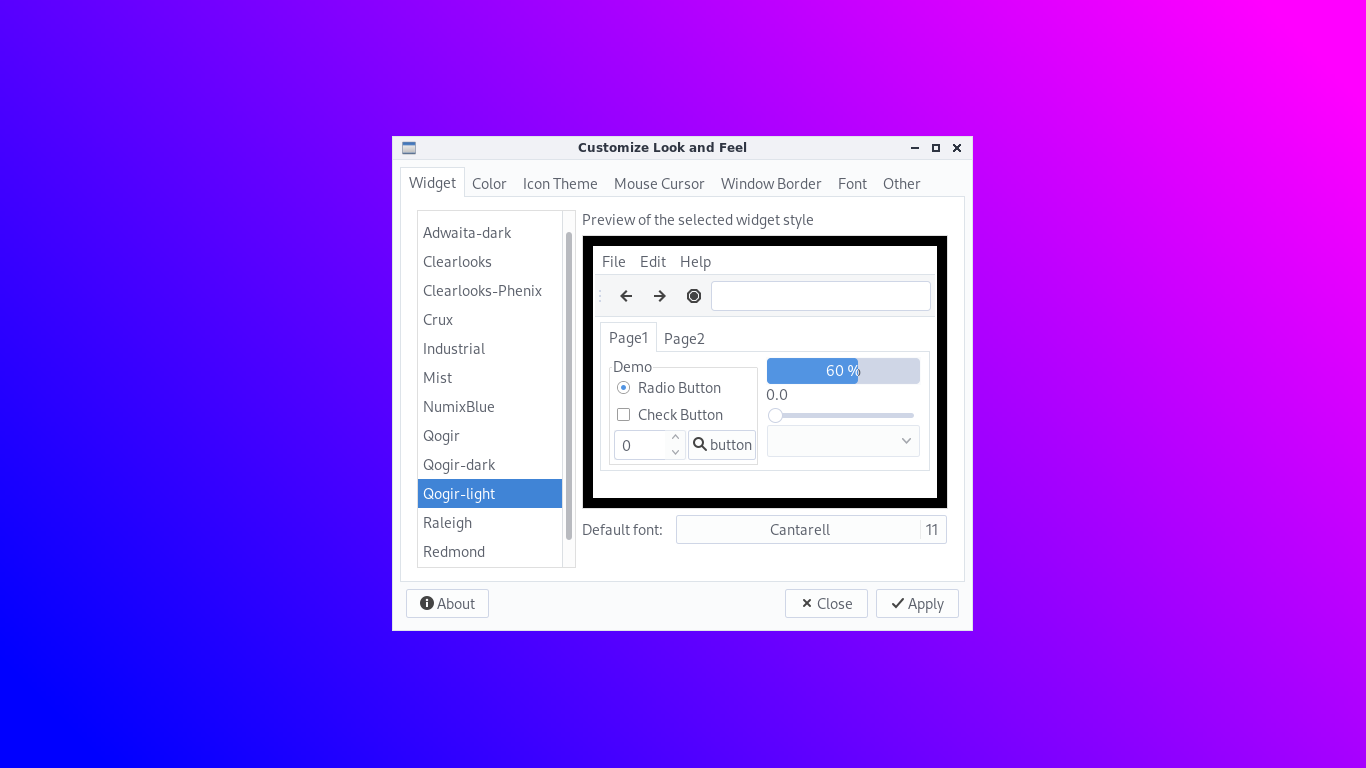 Customize Look and Feel
Widget Color Icon Theme Mouse Cursor Window Border Font Other
Adwaita-dark
Clearlooks
Clearlooks-Phenix
Crux
Industrial
Mist
NumixBlue
Qogir
Qogir-dark
Qogir-light
Raleigh
Redmond
Preview of the selected widget style
File Edit Help
Page1 Page2
Demo
Radio Button
Check Button
0 button
60 %
0.0
Default font: Cantarell 11
About Close Apply